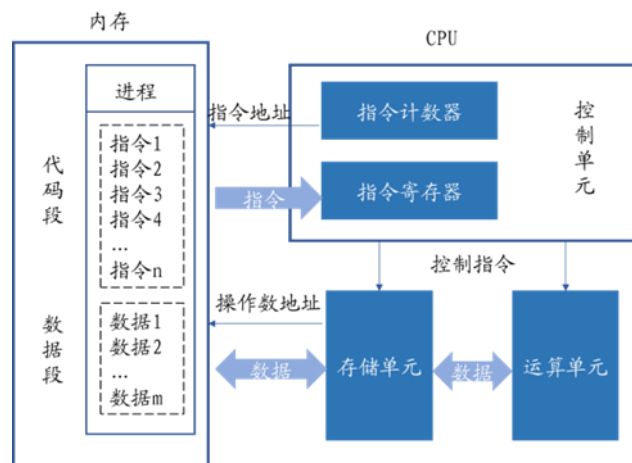 内存
CPU
进程
代码段
指令1
指令2
指令3
指令4
...
指令n
数据段
数据1
数据2
...
数据m
指令地址
指令
指令计数器
指令寄存器
控制单元
控制指令
操作数地址
数据
存储单元
数据
运算单元